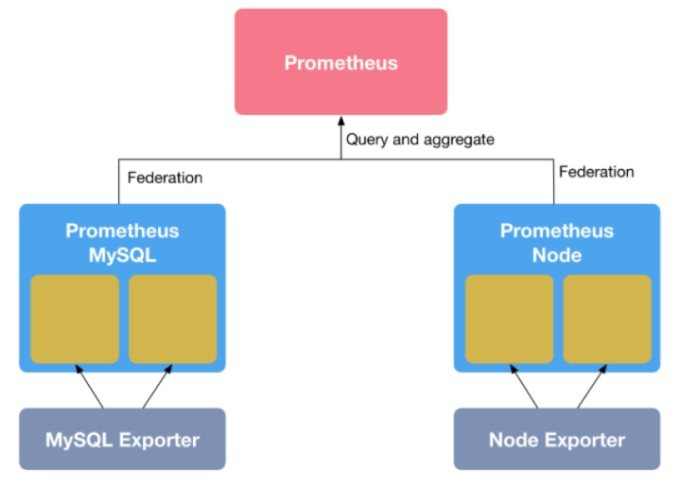 Prometheus
Query and aggregate
Federation
Federation
Prometheus
MySQL
Prometheus
Node
MySQL Exporter
Node Exporter